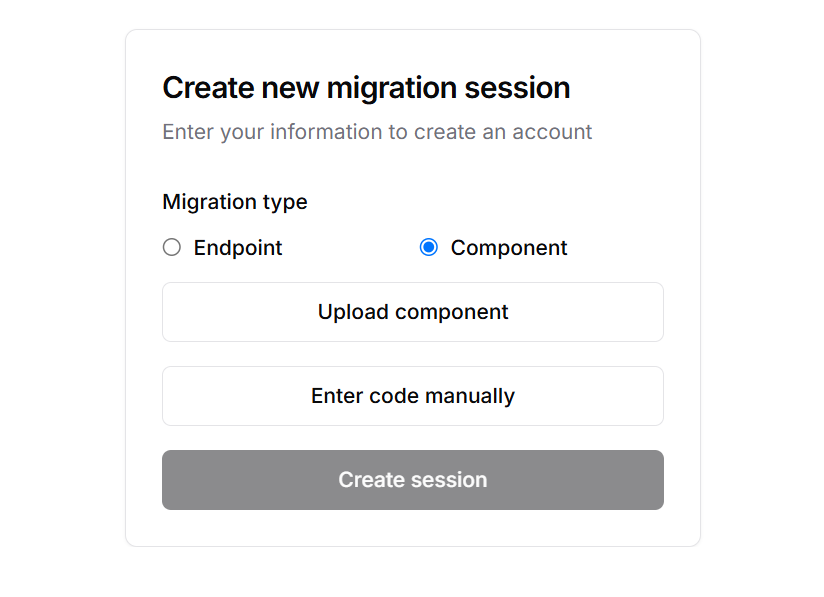 Create new migration session
Enter your information to create an account
Migration type
Endpoint
Component
Upload component
Enter code manually
Create session